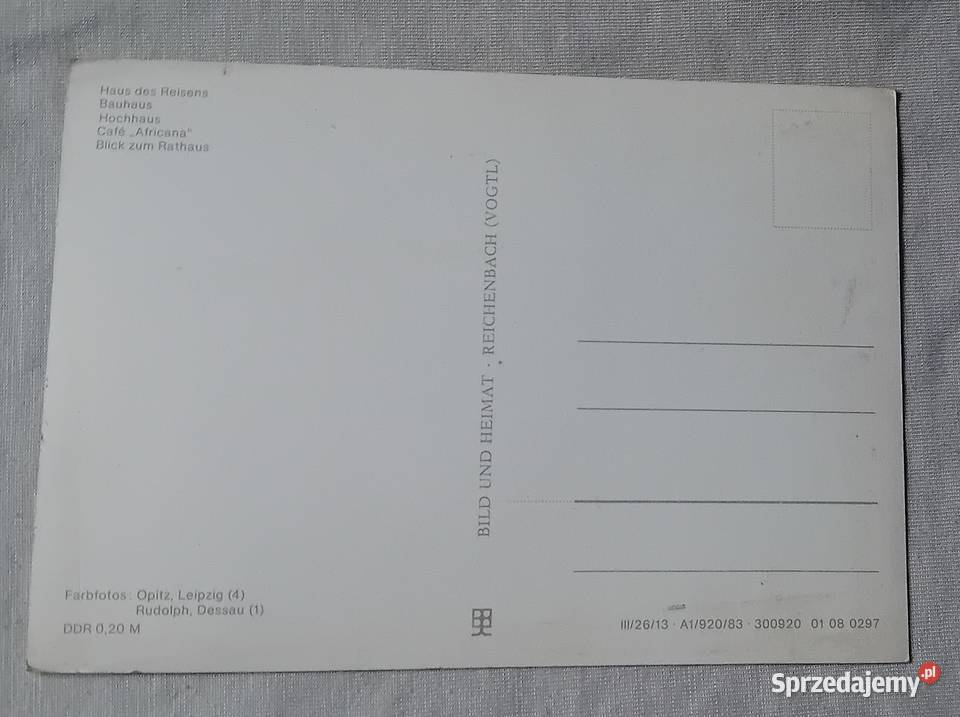 Haus des Reisens
Bauhaus
Hochhaus
Café „Africana"
Blick zum Rathaus
BILD UND HEIMAT · REICHENBACH (VOGTL)
Farbfotos: Opitz, Leipzig (4)
Rudolph, Dessau (1)
DDR 0,20 M
III/26/13 · A1/920/83 · 300920 01 08 0297
Sprzedajemy.pl